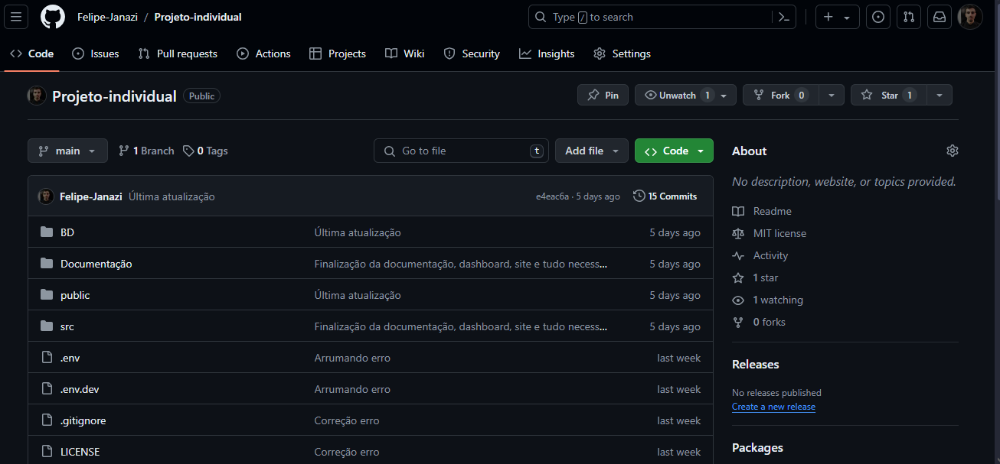 Felipe-Janazi / Projeto-individual
Type / to search
Code Issues Pull requests Actions Projects Wiki Security Insights Settings
Projeto-individual Public
Pin Unwatch 1 Fork 0 Star 1
main 1 Branch 0 Tags Go to file t Add file Code
Felipe-Janazi Última atualização e4eac6a · 5 days ago 15 Commits
BD Última atualização 5 days ago
Documentação Finalização da documentação, dashboard, site e tudo necess... 5 days ago
public Última atualização 5 days ago
src Finalização da documentação, dashboard, site e tudo necess... 5 days ago
.env Arrumando erro last week
.env.dev Arrumando erro last week
.gitignore Correção erro last week
LICENSE Correção erro last week
About
No description, website, or topics provided.
Readme
MIT license
Activity
1 star
1 watching
0 forks
Releases
No releases published
Create a new release
Packages